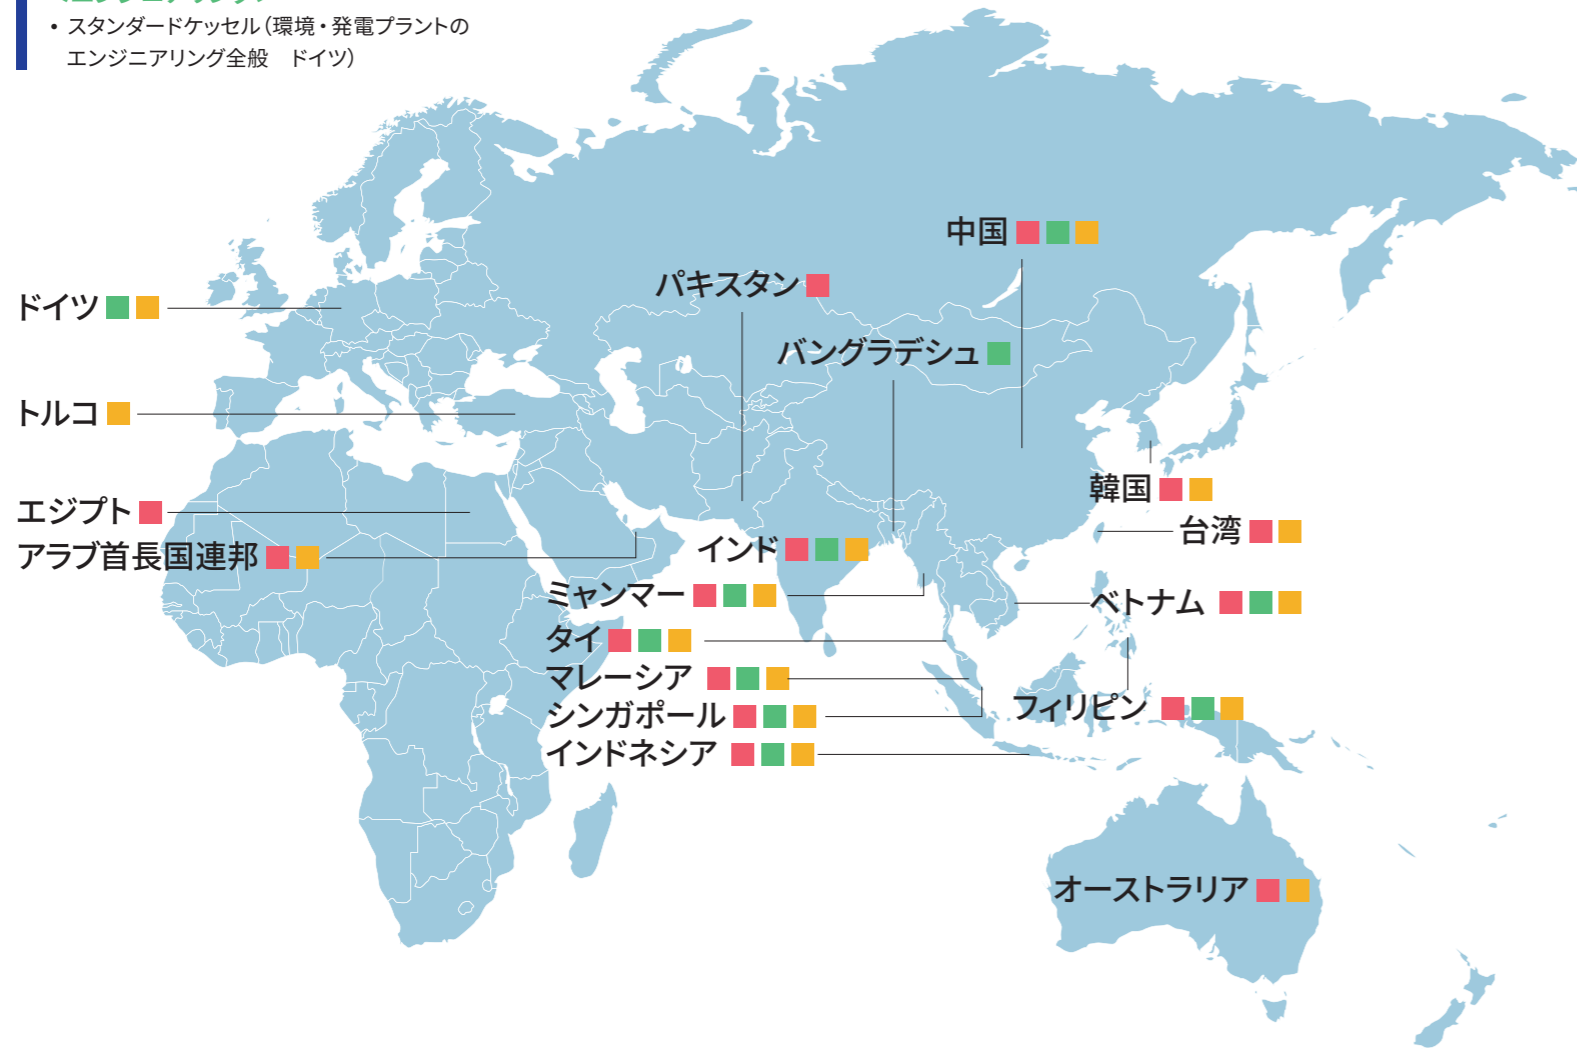 • スタンダードケッセル（環境・発電プラントの
エンジニアリング全般　ドイツ）
中国
パキスタン
ドイツ
バングラデシュ
トルコ
韓国
エジプト
台湾
アラブ首長国連邦
インド
ミャンマー
ベトナム
タイ
マレーシア
シンガポール
フィリピン
インドネシア
オーストラリア